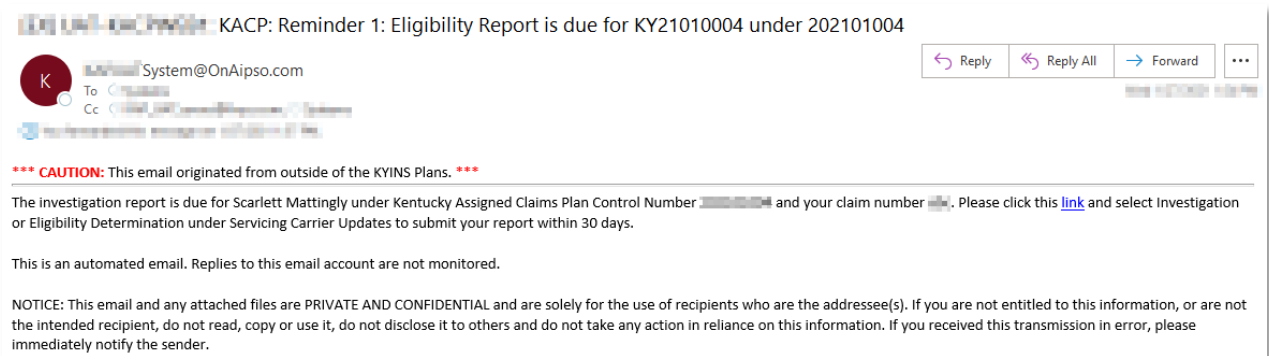 KACP: Reminder 1: Eligibility Report is due for KY21010004 under 202101004
Reply
Reply All
Forward
K
System@OnAipso.com
To
Cc
*** CAUTION: This email originated from outside of the KYINS Plans. ***
The investigation report is due for Scarlett Mattingly under Kentucky Assigned Claims Plan Control Number and your claim number . Please click this link and select Investigation
or Eligibility Determination under Servicing Carrier Updates to submit your report within 30 days.
This is an automated email. Replies to this email account are not monitored.
NOTICE: This email and any attached files are PRIVATE AND CONFIDENTIAL and are solely for the use of recipients who are the addressee(s). If you are not entitled to this information, or are not
the intended recipient, do not read, copy or use it, do not disclose it to others and do not take any action in reliance on this information. If you received this transmission in error, please
immediately notify the sender.